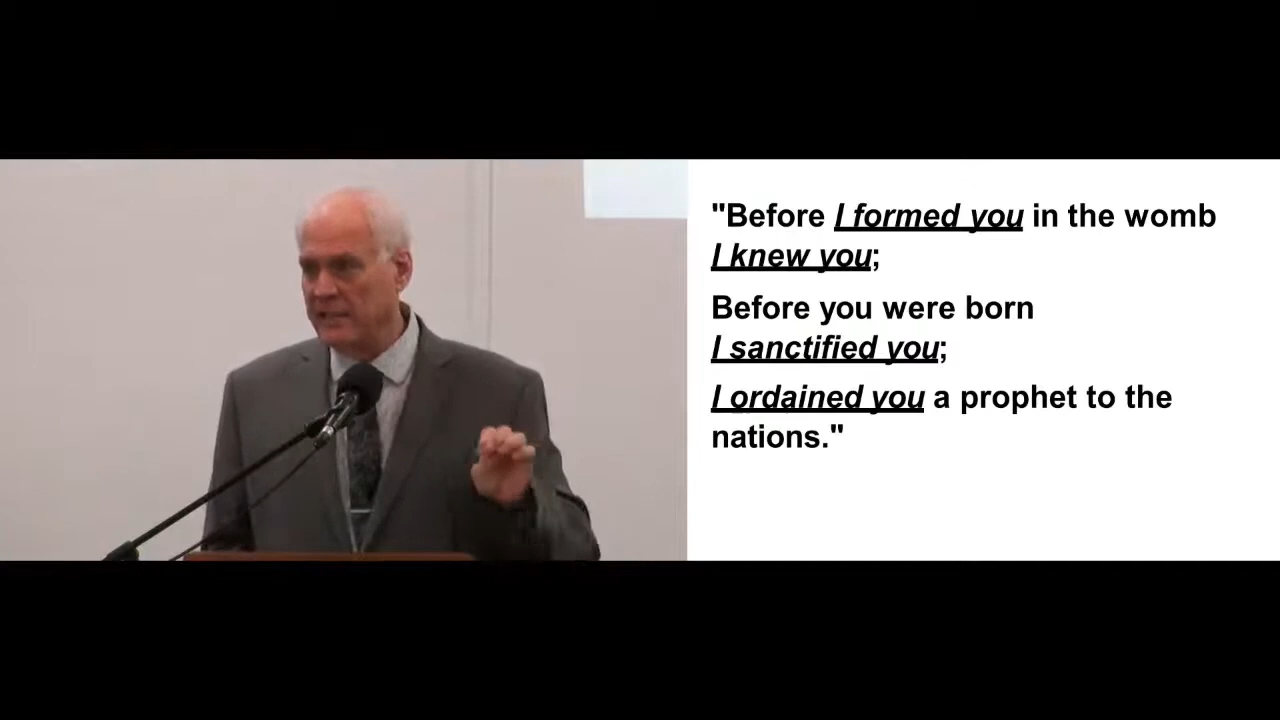 "Before I formed you in the womb
I knew you;
Before you were born
I sanctified you;
I ordained you a prophet to the
nations."